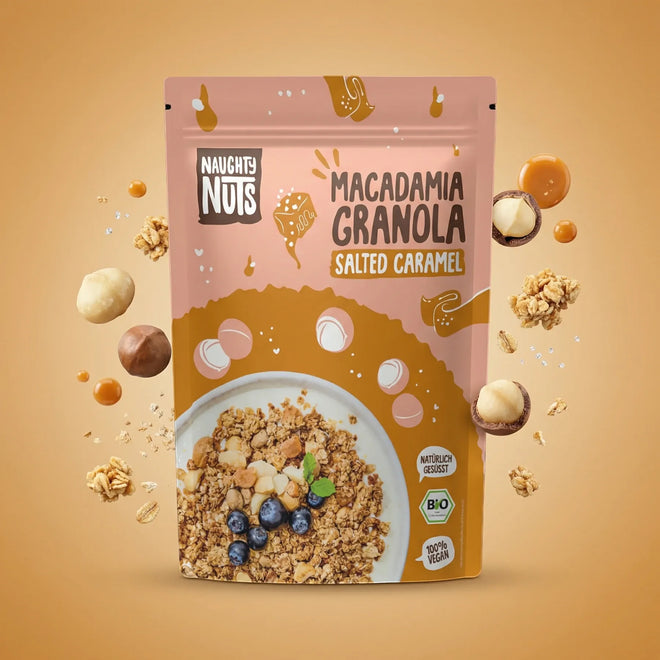 NAUGHTY
NUTS
MACADAMIA
GRANOLA
SALTED CARAMEL
NATÜRLICH
GESÜSST
BIO
100%
VEGAN